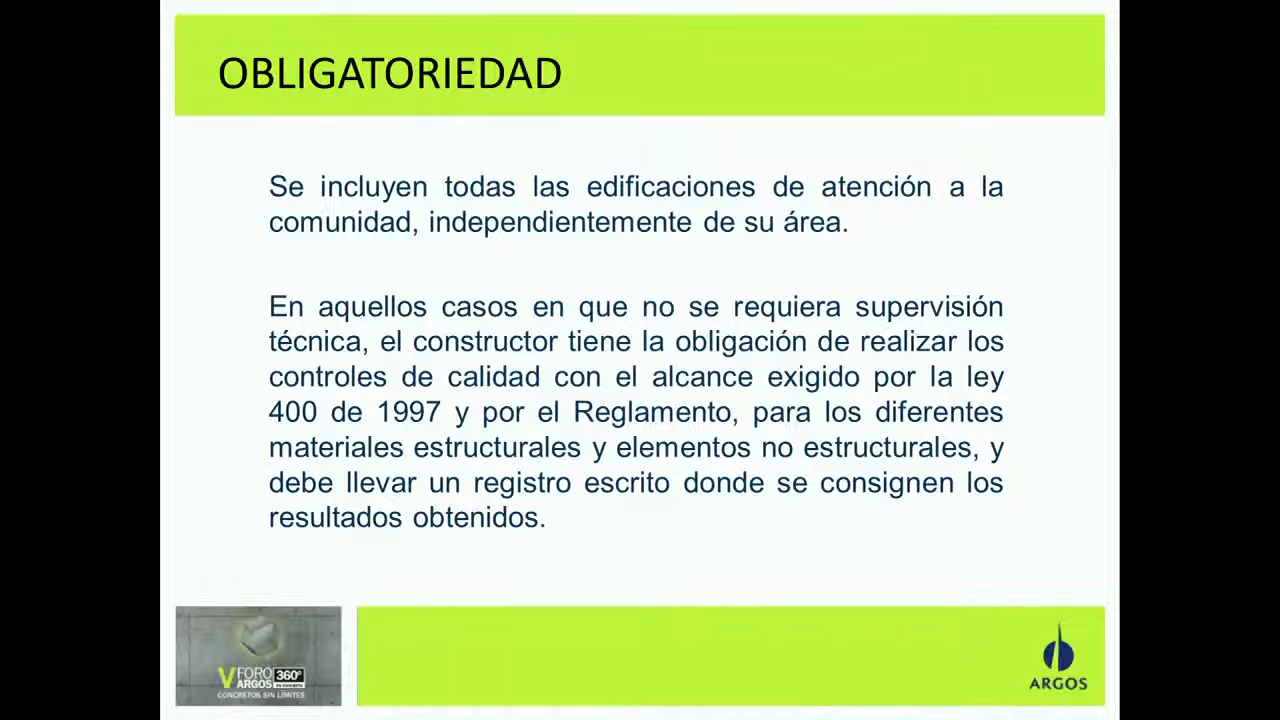 OBLIGATORIEDAD
Se incluyen todas las edificaciones de atención a la
comunidad, independientemente de su área.
En aquellos casos en que no se requiera supervisión
técnica, el constructor tiene la obligación de realizar los
controles de calidad con el alcance exigido por la ley
400 de 1997 y por el Reglamento, para los diferentes
materiales estructurales y elementos no estructurales, y
debe llevar un registro escrito donde se consignen los
resultados obtenidos.
V FORO 360°
ARGOS EN CONCRETO
CONCRETOS SIN LÍMITES
ARGOS